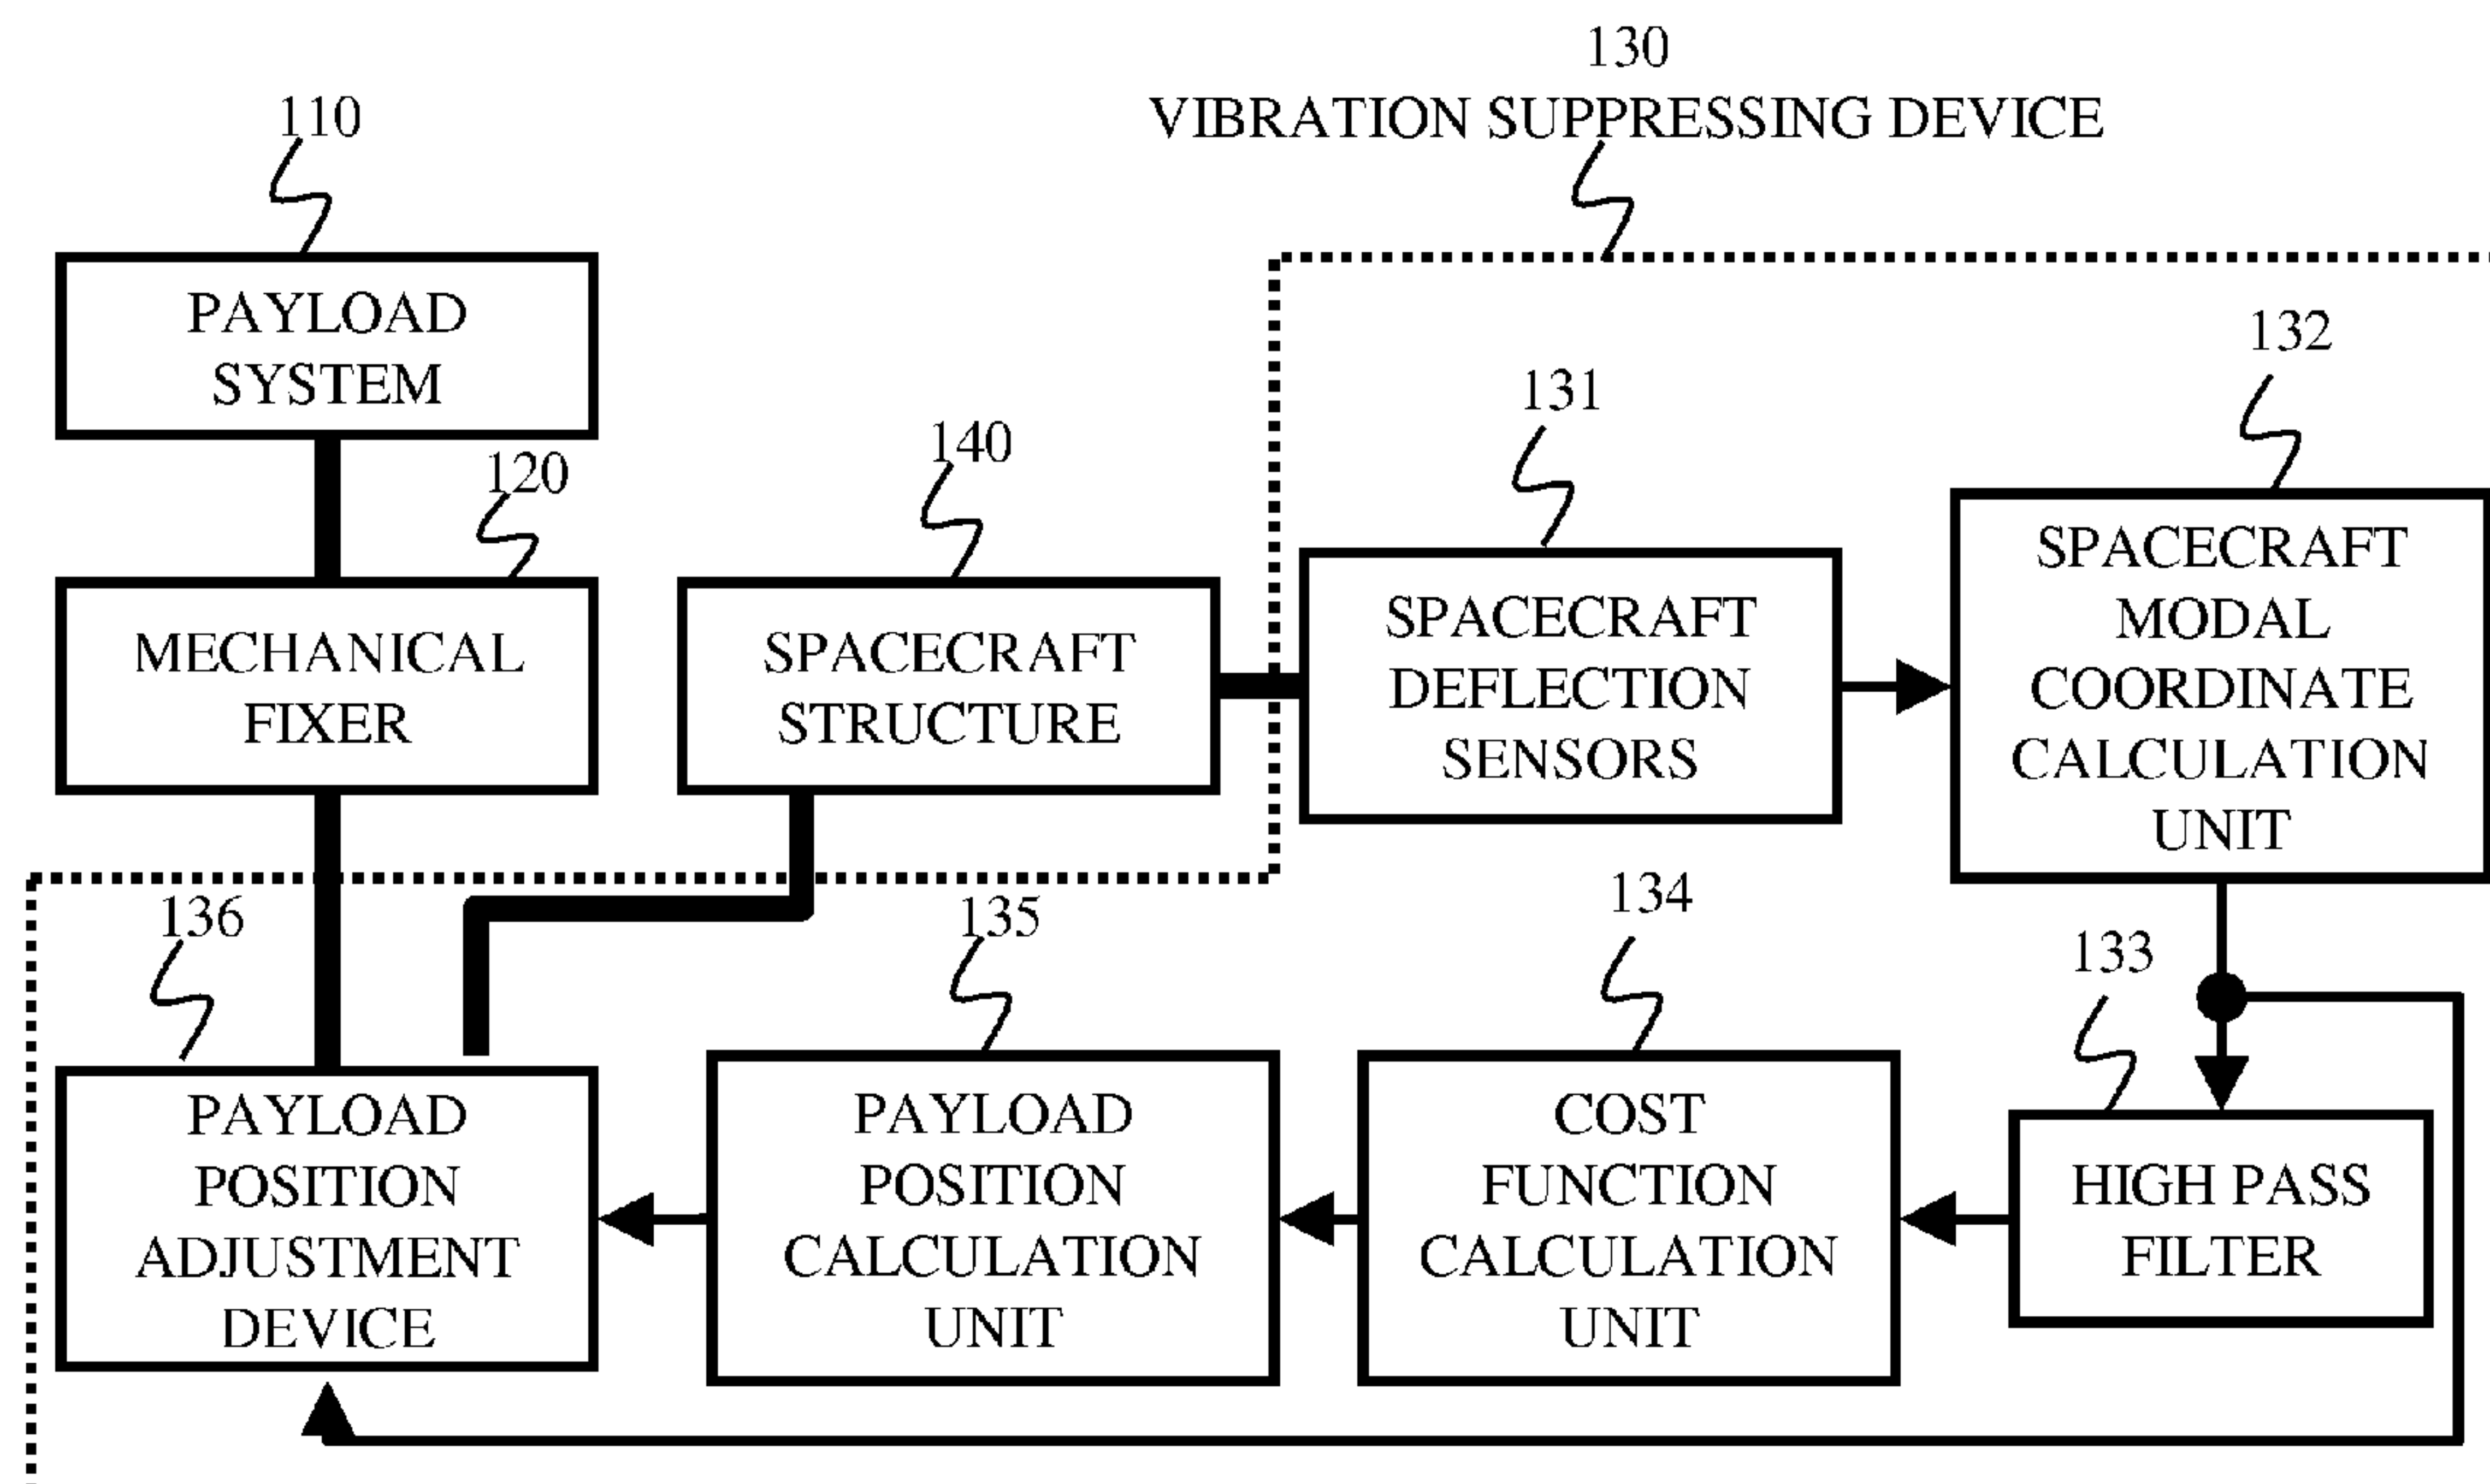 130
VIBRATION SUPPRESSING DEVICE
110
PAYLOAD
SYSTEM
120
MECHANICAL
FIXER
140
SPACECRAFT
STRUCTURE
131
SPACECRAFT
DEFLECTION
SENSORS
132
SPACECRAFT
MODAL
COORDINATE
CALCULATION
UNIT
136
PAYLOAD
POSITION
ADJUSTMENT
DEVICE
135
PAYLOAD
POSITION
CALCULATION
UNIT
134
COST
FUNCTION
CALCULATION
UNIT
133
HIGH PASS
FILTER